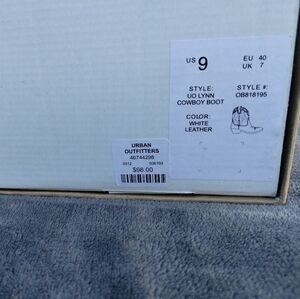 US 9 EU 40
UK 7
STYLE: STYLE #:
UO LYNN OB818195
COWBOY BOOT
COLOR:
WHITE
LEATHER
URBAN
OUTFITTERS
46744298
$98.00